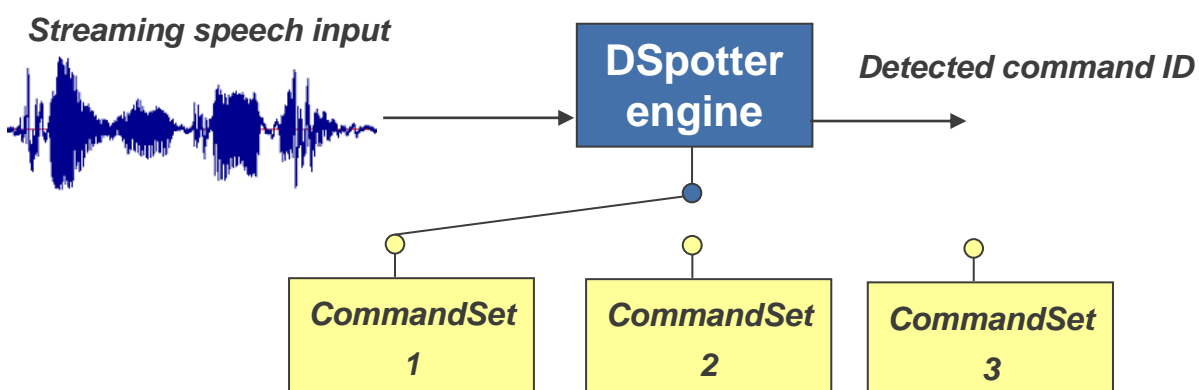 Streaming speech input
DSpotter
engine
Detected command ID
CommandSet
1
CommandSet
2
CommandSet
3